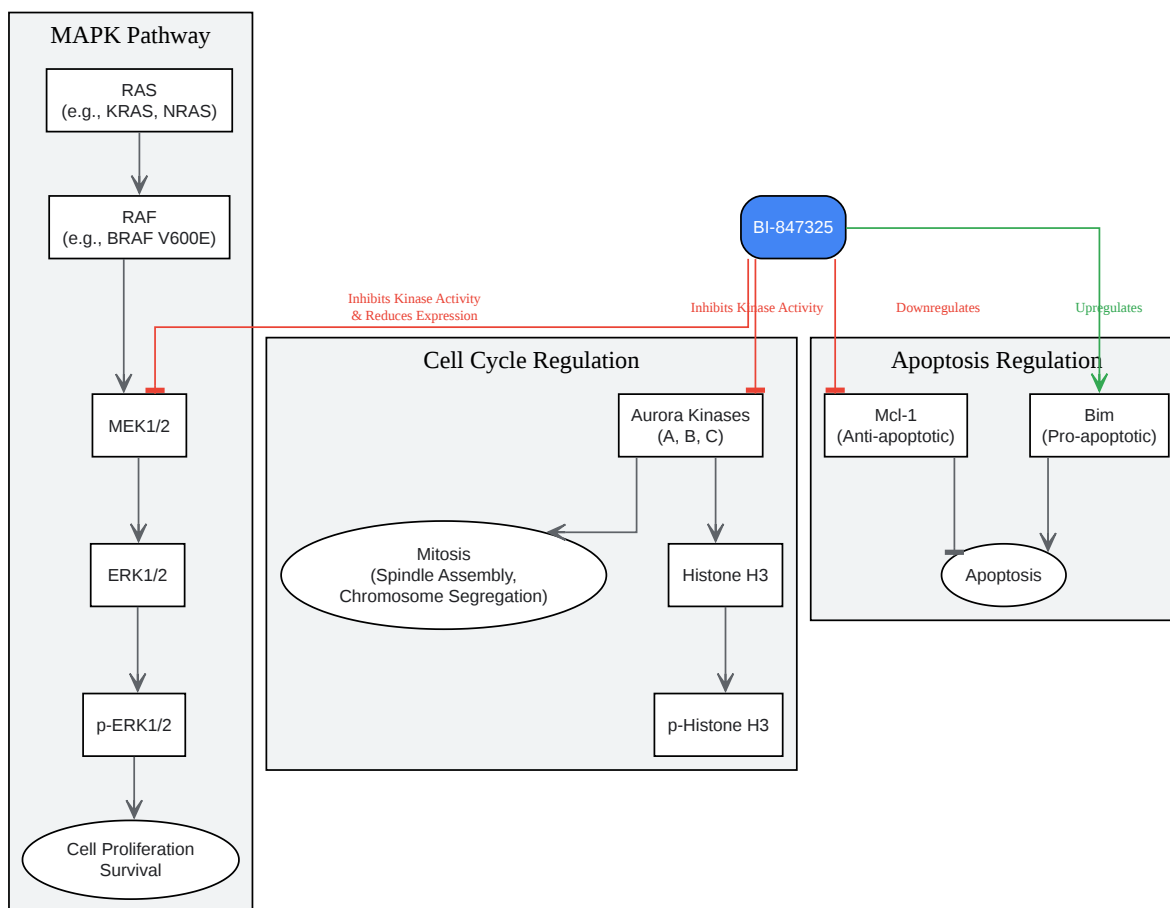 MAPK Pathway
RAS
(e.g., KRAS, NRAS)
RAF
(e.g., BRAF V600E)
BI-847325
Inhibits Kinase Activity
& Reduces Expression
Inhibits Kinase Activity
Downregulates
Upregulates
MEK1/2
ERK1/2
p-ERK1/2
Cell Proliferation
Survival
Cell Cycle Regulation
Aurora Kinases
(A, B, C)
Mitosis
(Spindle Assembly,
Chromosome Segregation)
Histone H3
p-Histone H3
Apoptosis Regulation
Mcl-1
(Anti-apoptotic)
Bim
(Pro-apoptotic)
Apoptosis